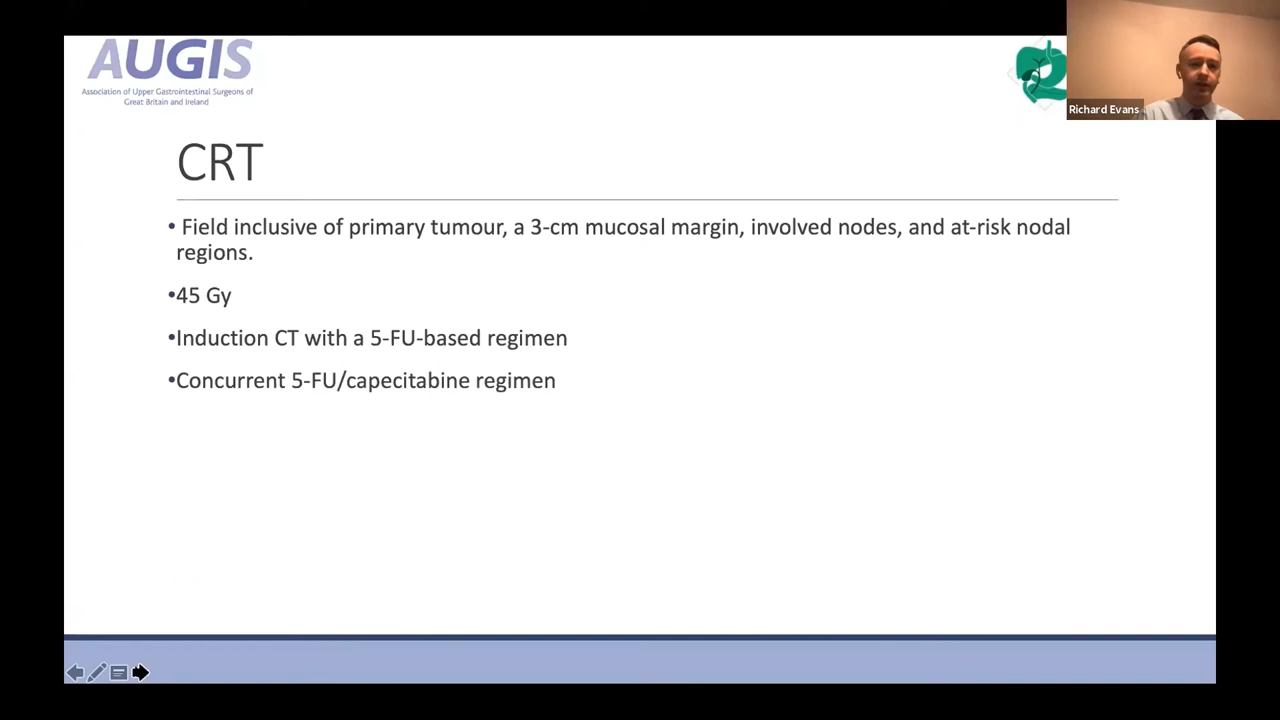 AUGIS
Association of Upper Gastrointestinal Surgeons of
Great Britain and Ireland
Richard Evans
CRT
• Field inclusive of primary tumour, a 3-cm mucosal margin, involved nodes, and at-risk nodal
regions.
•45 Gy
•Induction CT with a 5-FU-based regimen
•Concurrent 5-FU/capecitabine regimen